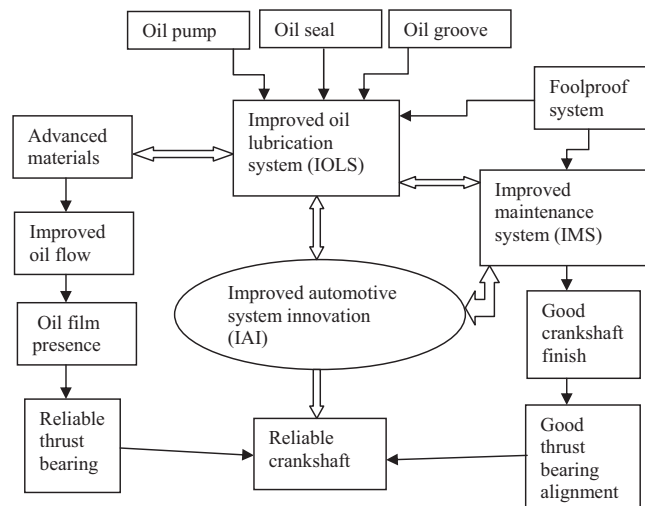 Oil pump
Oil seal
Oil groove
Foolproof
system
Improved oil
lubrication
system (IOLS)
Advanced
materials
Improved
maintenance
system (IMS)
Improved
oil flow
Improved automotive
system innovation
(IAI)
Oil film
presence
Good
crankshaft
finish
Reliable
thrust
bearing
Reliable
crankshaft
Good
thrust
bearing
alignment